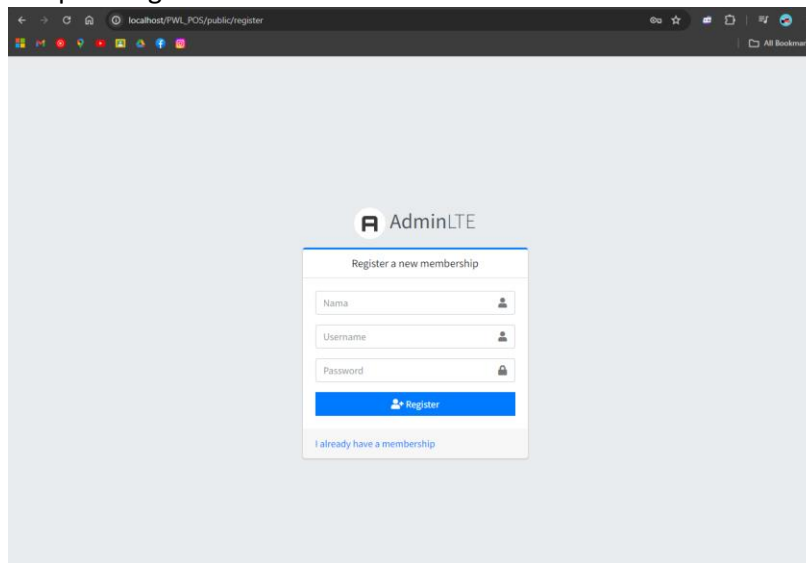 localhost/PWL_POS/public/register
All Bookmar
AdminLTE
Register a new membership
Nama
Username
Password
Register
I already have a membership